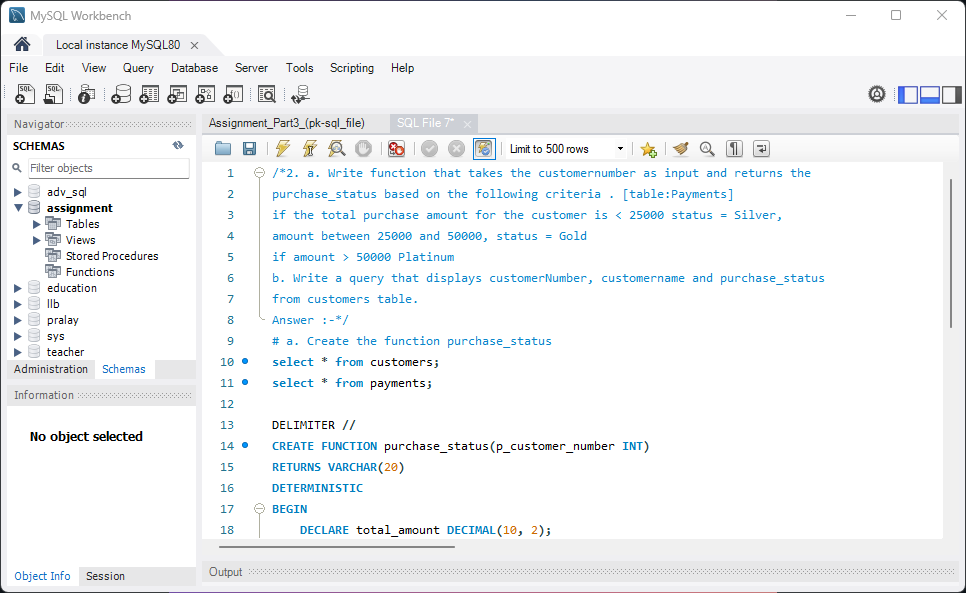 MySQL Workbench
Local instance MySQL80
File Edit View Query Database Server Tools Scripting Help
Navigator
SCHEMAS
Filter objects
adv_sql
assignment
Tables
Views
Stored Procedures
Functions
education
llb
pralay
sys
teacher
Administration Schemas
Information
No object selected
Object Info Session
Assignment_Part3_(pk-sql_file) SQL File 7*
Limit to 500 rows
1 /*2. a. Write function that takes the customernumber as input and returns the
2 purchase_status based on the following criteria . [table:Payments]
3 if the total purchase amount for the customer is < 25000 status = Silver,
4 amount between 25000 and 50000, status = Gold
5 if amount > 50000 Platinum
6 b. Write a query that displays customerNumber, customername and purchase_status
7 from customers table.
8 Answer :-*/
9 # a. Create the function purchase_status
10 select * from customers;
11 select * from payments;
12
13 DELIMITER //
14 CREATE FUNCTION purchase_status(p_customer_number INT)
15 RETURNS VARCHAR(20)
16 DETERMINISTIC
17 BEGIN
18 DECLARE total_amount DECIMAL(10, 2);
Output